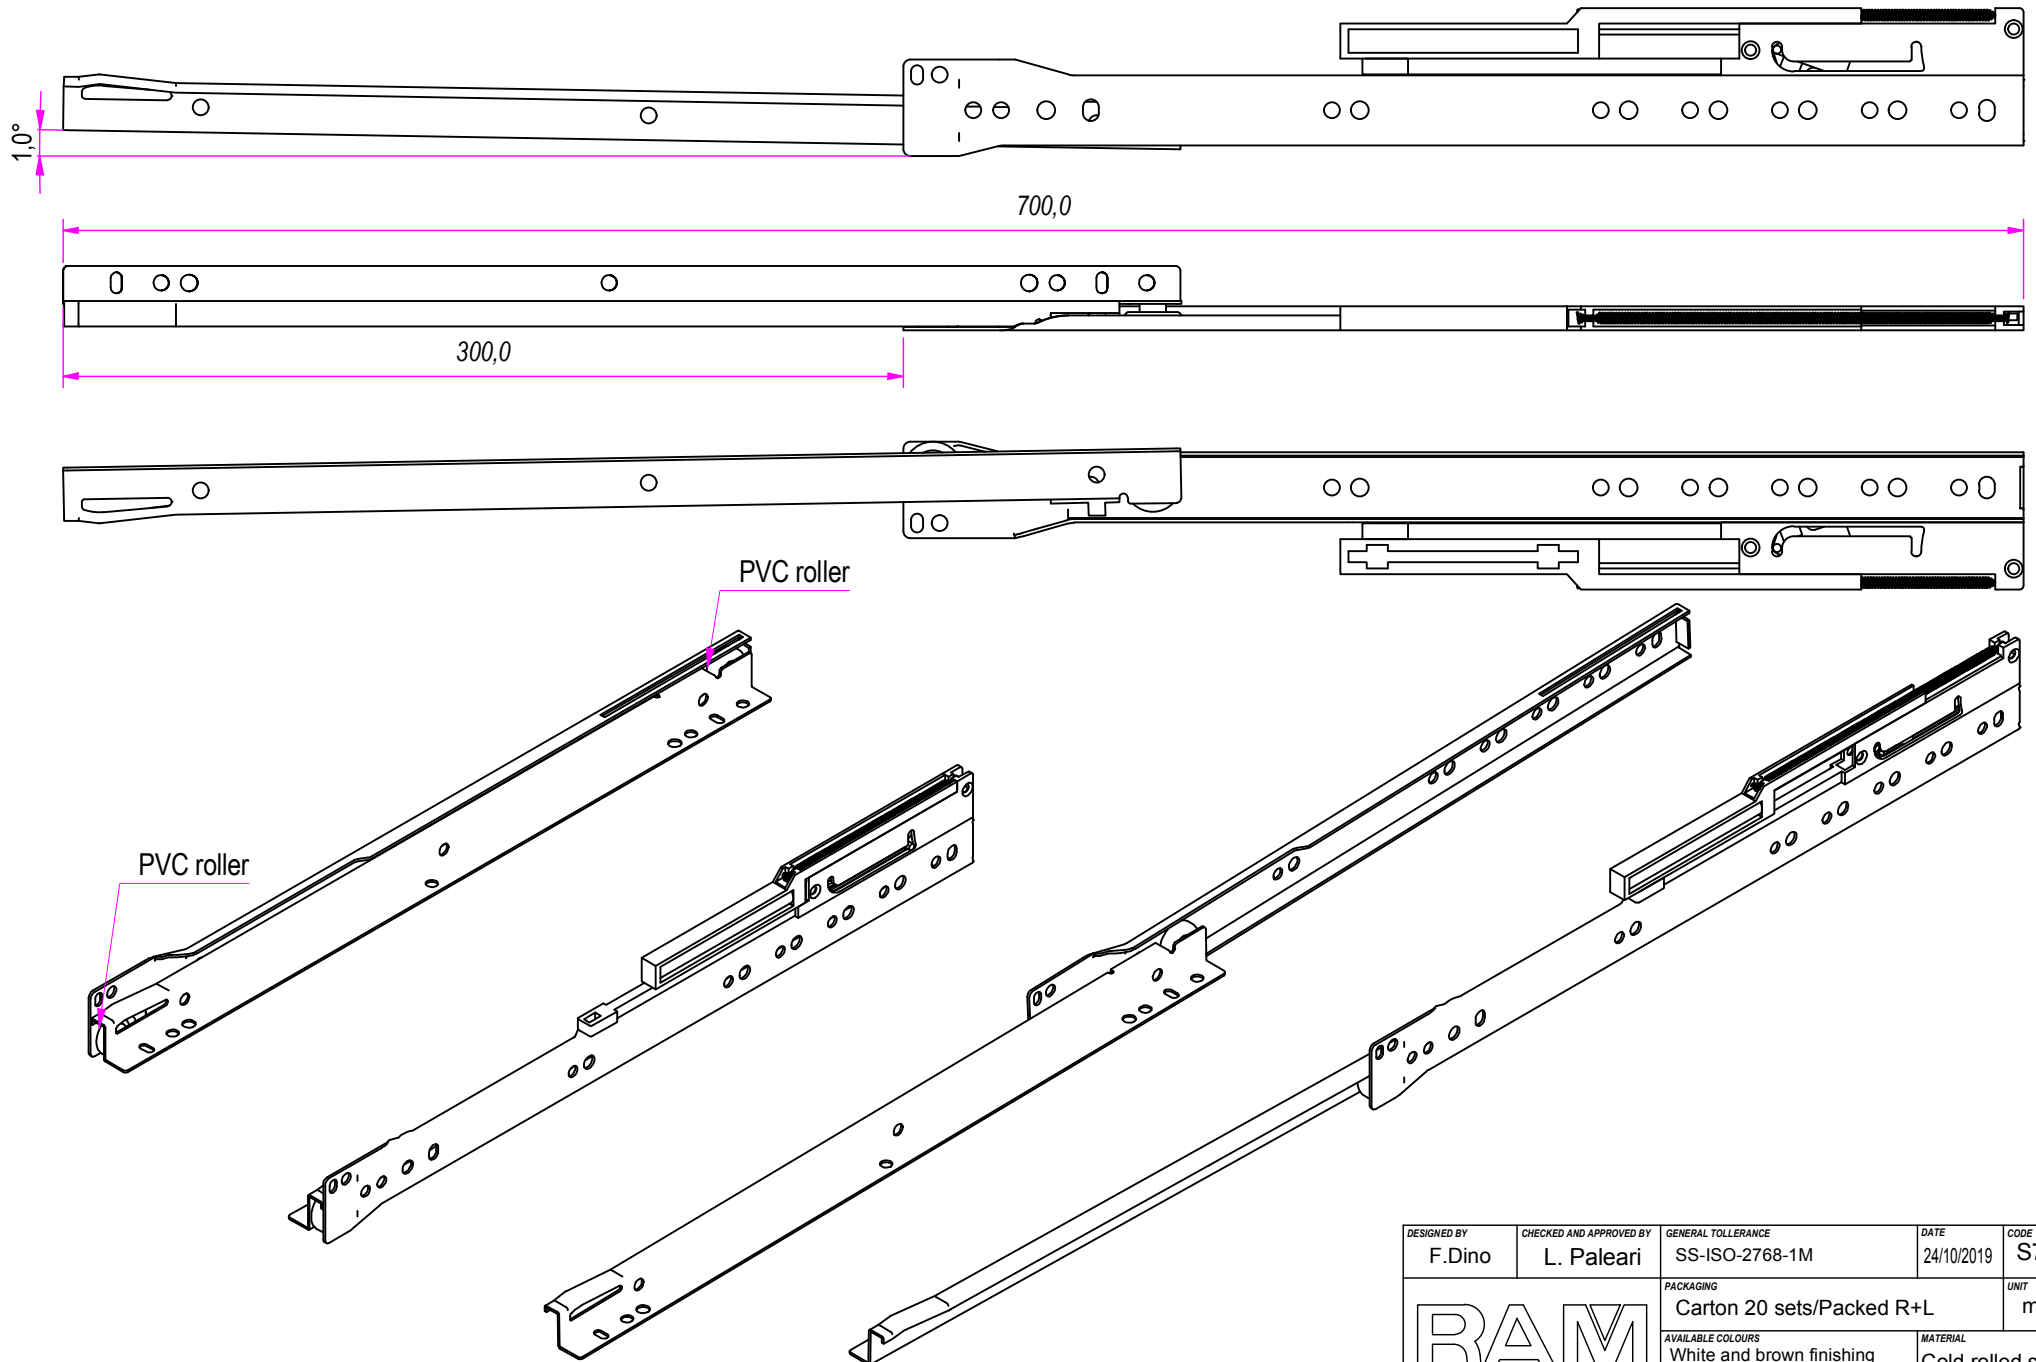 1,0°
700,0
300,0
PVC roller
PVC roller
DESIGNED BY
F.Dino
CHECKED AND APPROVED BY
L. Paleari
GENERAL TOLLERANCE
SS-ISO-2768-1M
DATE
24/10/2019
CODE
PACKAGING
Carton 20 sets/Packed R+L
UNIT
RAM
AVAILABLE COLOURS
White and brown finishing
MATERIAL
Cold rolled